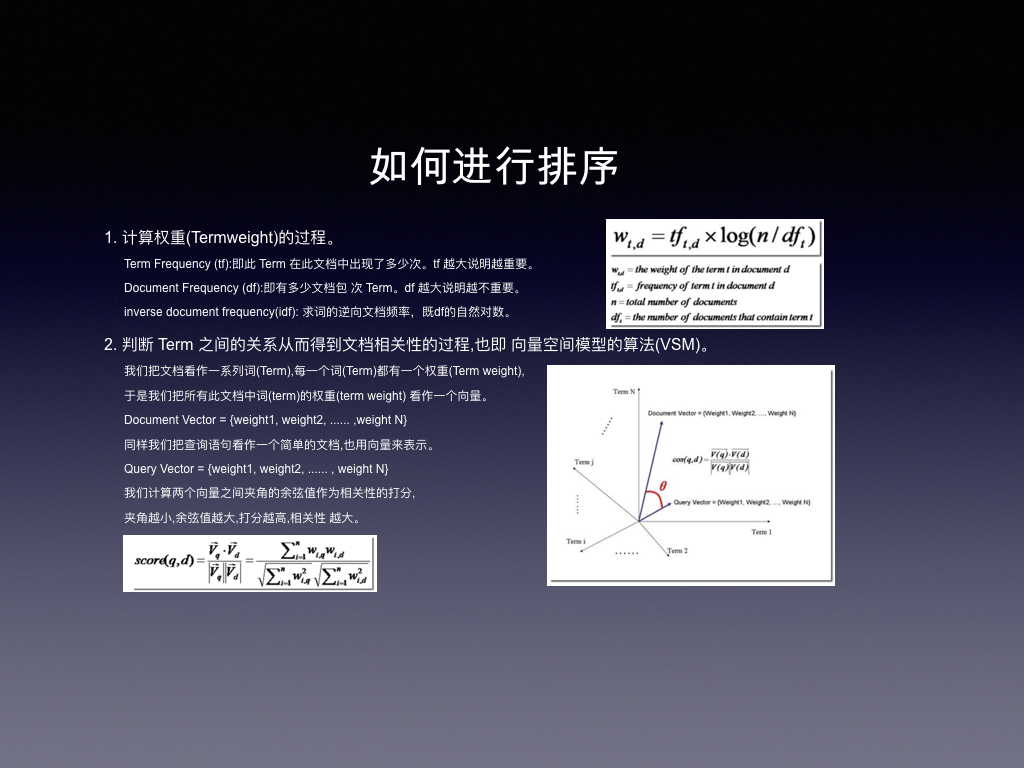 如何进行排序
1. 计算权重(Termweight)的过程。
Term Frequency (tf):即此 Term 在此文档中出现了多少次。tf 越大说明越重要。
Document Frequency (df):即有多少文档包 次 Term。df 越大说明越不重要。
inverse document frequency(idf): 求词的逆向文档频率，既df的自然对数。
w_{t,d} = tf_{t,d} × log(n / df_t)
w_{t,d} = the weight of the term t in document d
tf_{t,d} = frequency of term t in document d
n = total number of documents
df_t = the number of documents that contain term t
2. 判断 Term 之间的关系从而得到文档相关性的过程,也即 向量空间模型的算法(VSM)。
我们把文档看作一系列词(Term),每一个词(Term)都有一个权重(Term weight),
于是我们把所有此文档中词(term)的权重(term weight) 看作一个向量。
Document Vector = {weight1, weight2, ...... ,weight N}
同样我们把查询语句看作一个简单的文档,也用向量来表示。
Query Vector = {weight1, weight2, ...... , weight N}
我们计算两个向量之间夹角的余弦值作为相关性的打分,
夹角越小,余弦值越大,打分越高,相关性 越大。
score(q,d) = \frac{\vec{V}_q · \vec{V}_d}{|\vec{V}_q||\vec{V}_d|} = \frac{\sum_{i=1}^{n} w_{i,q} w_{i,d}}{\sqrt{\sum_{i=1}^{n} w_{i,q}^2} \sqrt{\sum_{i=1}^{n} w_{i,d}^2}}
Term N
Document Vector = {Weight1, Weight2, …, Weight N}
cos(q,d) = \frac{V(q)·V(d)}{|V(q)||V(d)|}
Term j
θ
Query Vector = {Weight1, Weight2, …, Weight N}
Term 1
Term i
Term 2